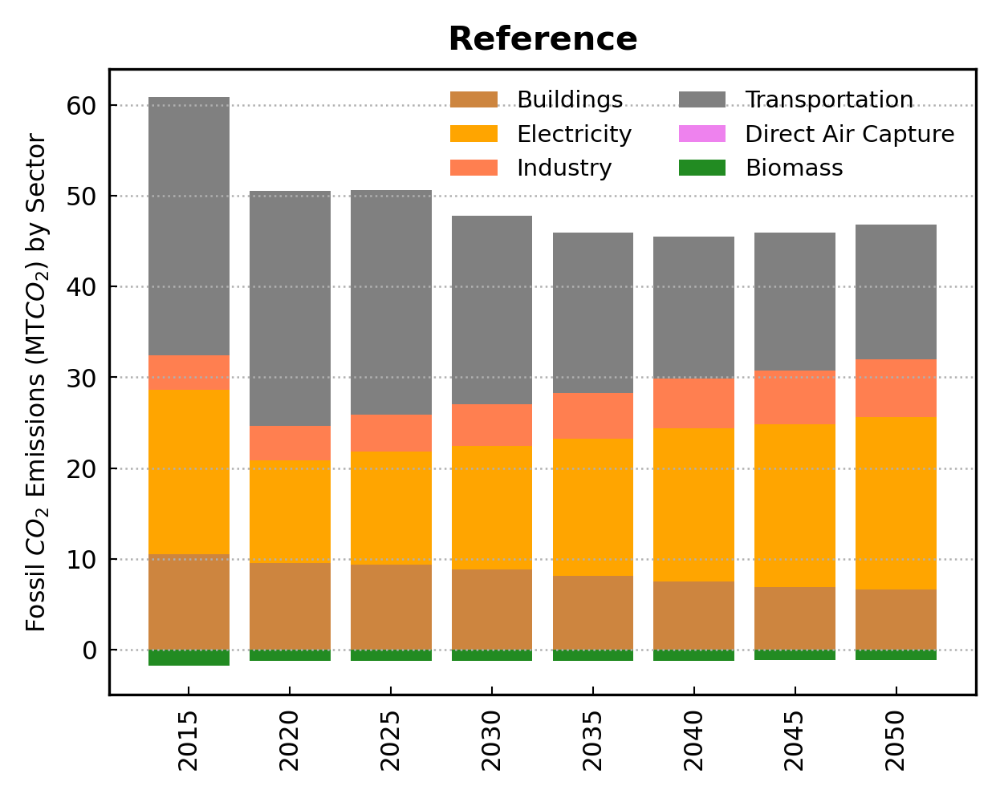 Reference
Fossil CO₂ Emissions (MTCO₂) by Sector
Buildings
Electricity
Industry
Transportation
Direct Air Capture
Biomass
60
50
40
30
20
10
0
2015
2020
2025
2030
2035
2040
2045
2050